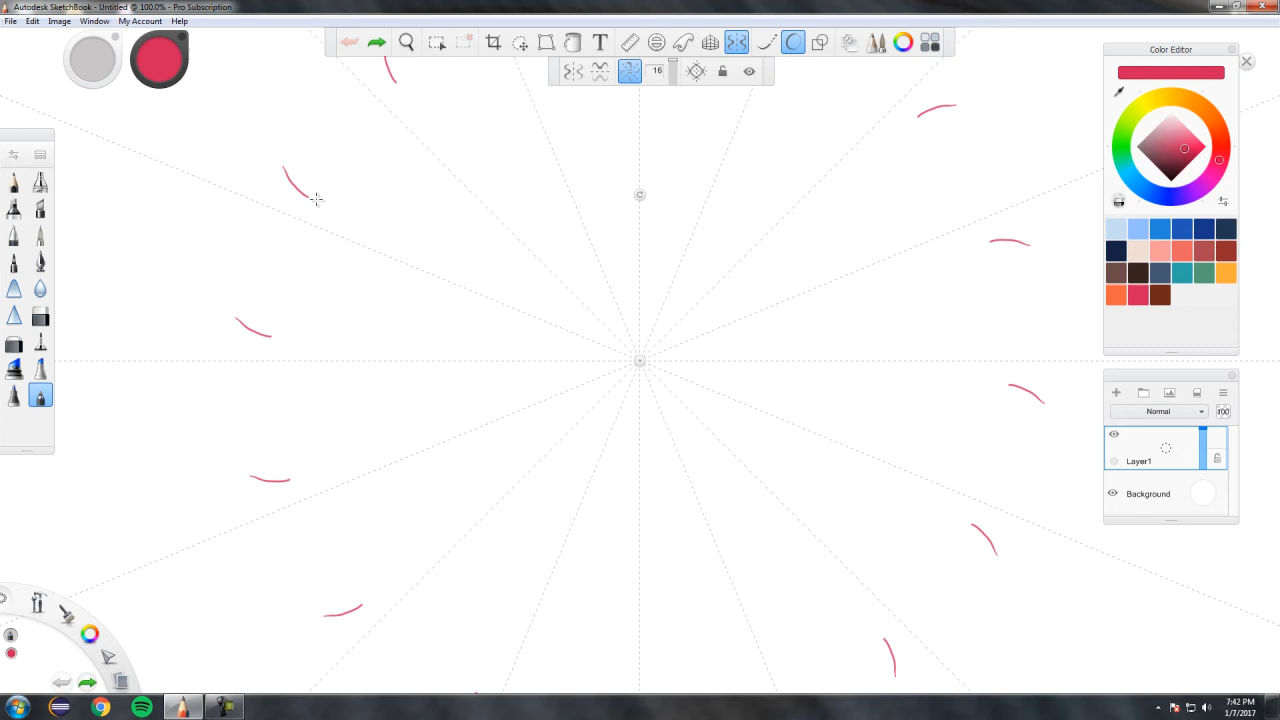 Autodesk SketchBook - Untitled @ 100.0% - Pro Subscription
File Edit Image Window My Account Help
T
16
Color Editor
100
Normal
Layer1
Background
7:42 PM
1/7/2017